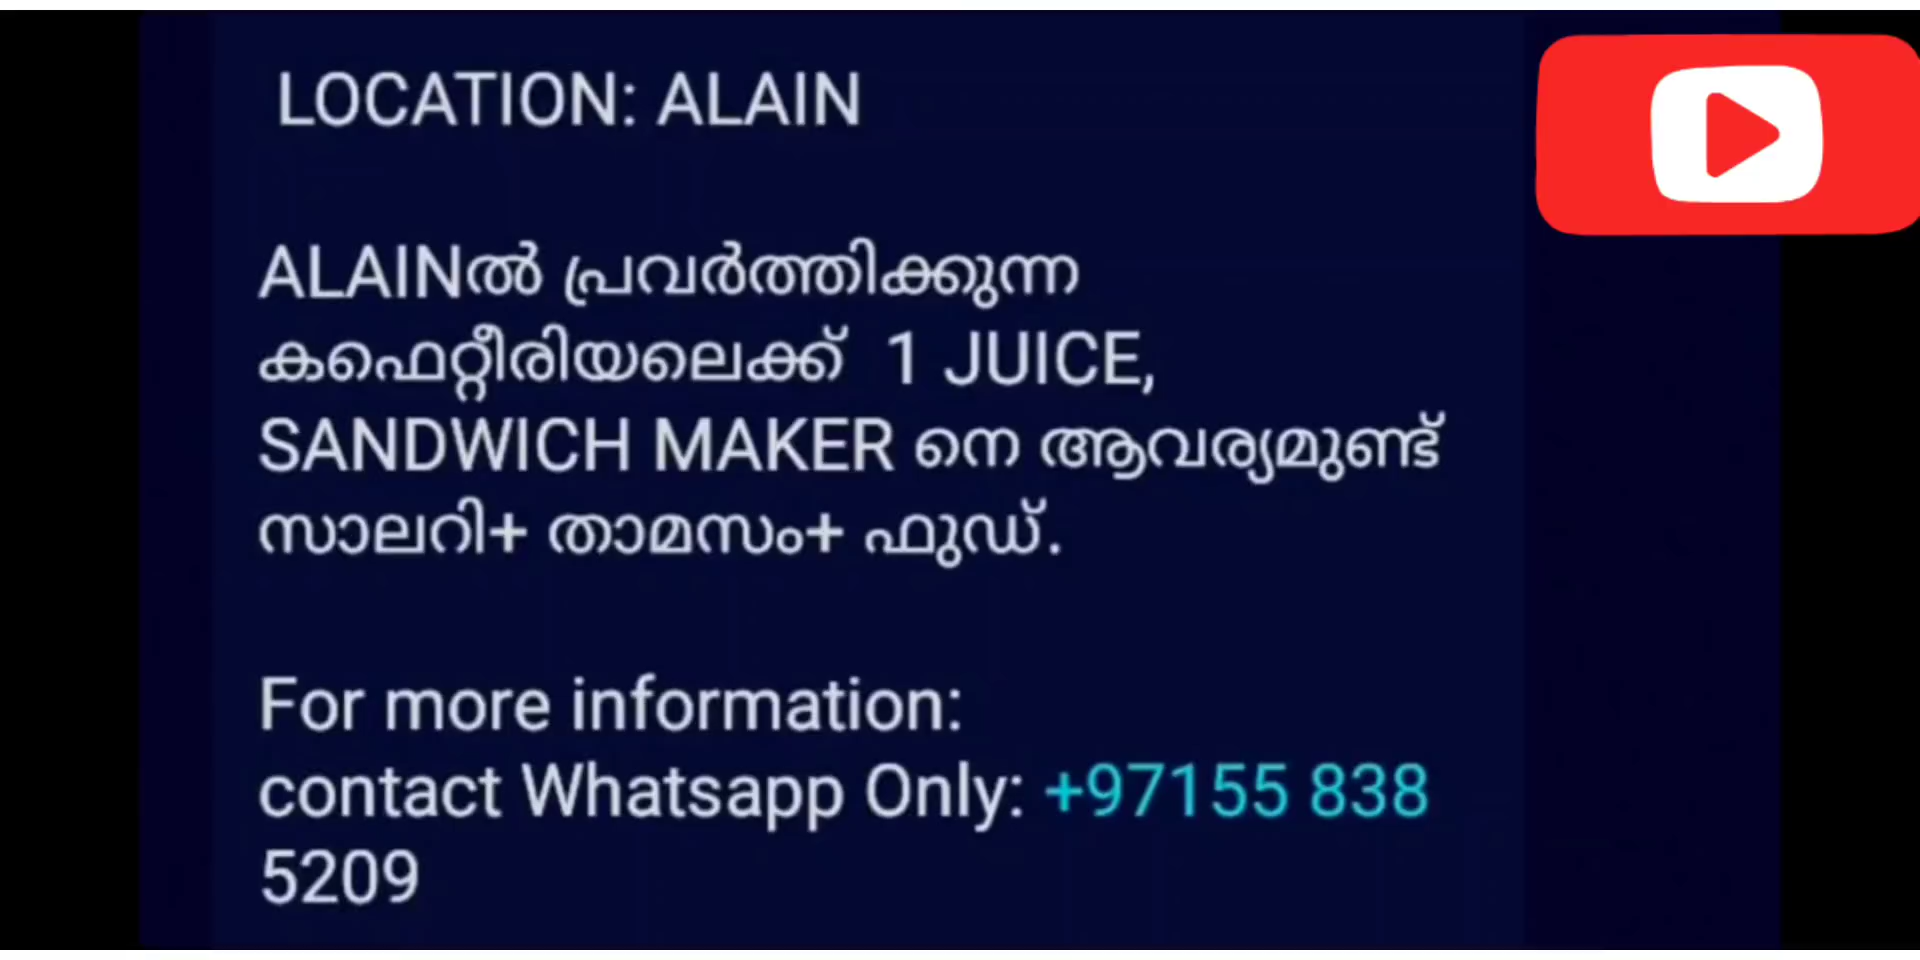 LOCATION: ALAIN
ALAINൽ പ്രവർത്തിക്കുന്ന
കഫെറ്റീരിയലെക്ക് 1 JUICE,
SANDWICH MAKER നെ ആവര്യമുണ്ട്
സാലറി+ താമസം+ ഫുഡ്.
For more information:
contact Whatsapp Only: +97155 838
5209